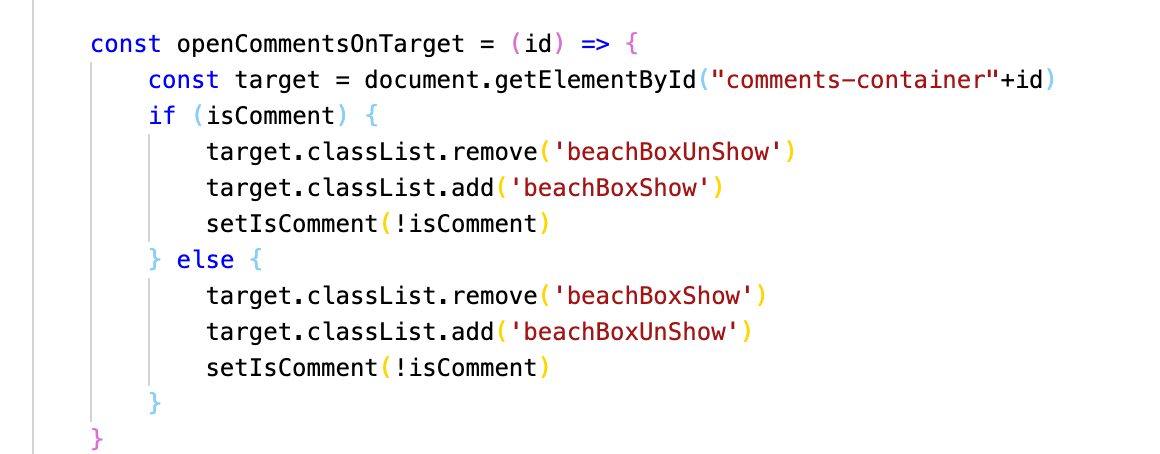 const openCommentsOnTarget = (id) => {
    const target = document.getElementById("comments-container"+id)
    if (isComment) {
        target.classList.remove('beachBoxUnShow')
        target.classList.add('beachBoxShow')
        setIsComment(!isComment)
    } else {
        target.classList.remove('beachBoxShow')
        target.classList.add('beachBoxUnShow')
        setIsComment(!isComment)
    }
}